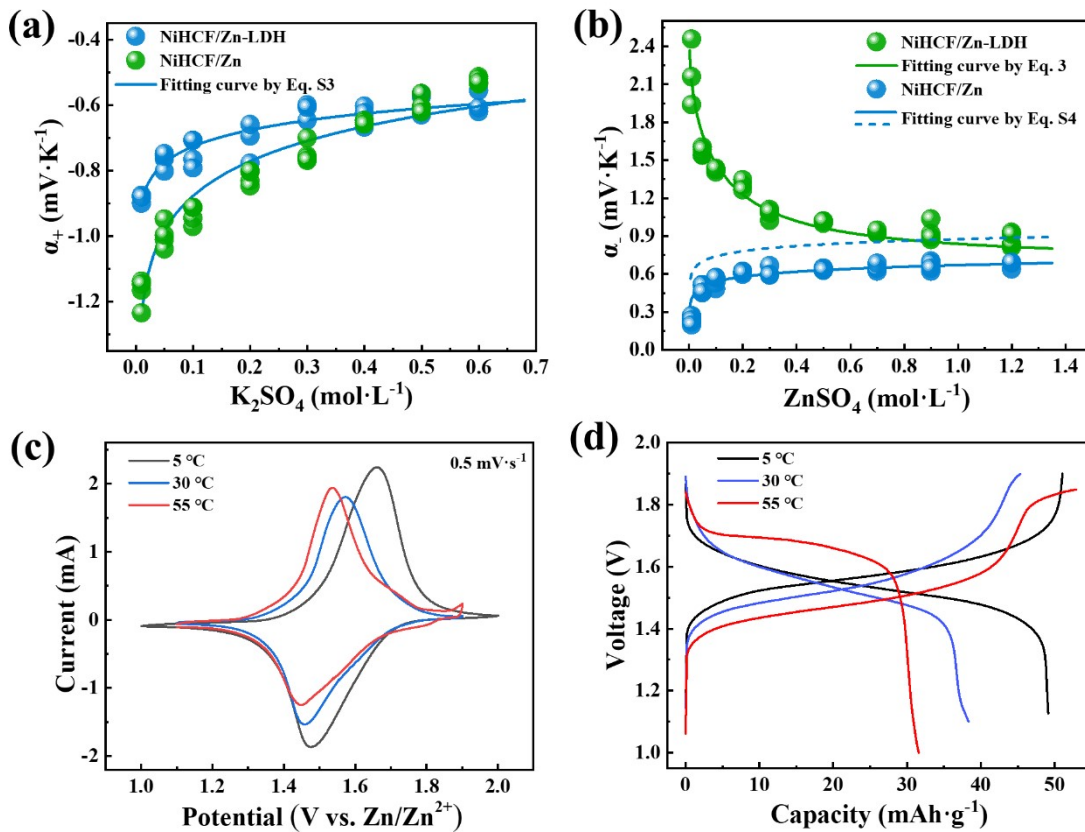 (a)
NiHCF/Zn-LDH
NiHCF/Zn
Fitting curve by Eq. S3
α₊ (mV·K⁻¹)
-0.4
-0.6
-0.8
-1.0
-1.2
0.0 0.1 0.2 0.3 0.4 0.5 0.6 0.7
K₂SO₄ (mol·L⁻¹)
(b)
NiHCF/Zn-LDH
Fitting curve by Eq. 3
NiHCF/Zn
Fitting curve by Eq. S4
α₋ (mV·K⁻¹)
2.4
2.1
1.8
1.5
1.2
0.9
0.6
0.3
0.0
0.0 0.2 0.4 0.6 0.8 1.0 1.2 1.4
ZnSO₄ (mol·L⁻¹)
(c)
5 °C
30 °C
55 °C
0.5 mV·s⁻¹
Current (mA)
2
1
0
-1
-2
1.0 1.2 1.4 1.6 1.8 2.0
Potential (V vs. Zn/Zn²⁺)
(d)
5 °C
30 °C
55 °C
Voltage (V)
2.0
1.8
1.6
1.4
1.2
1.0
0 10 20 30 40 50
Capacity (mAh·g⁻¹)